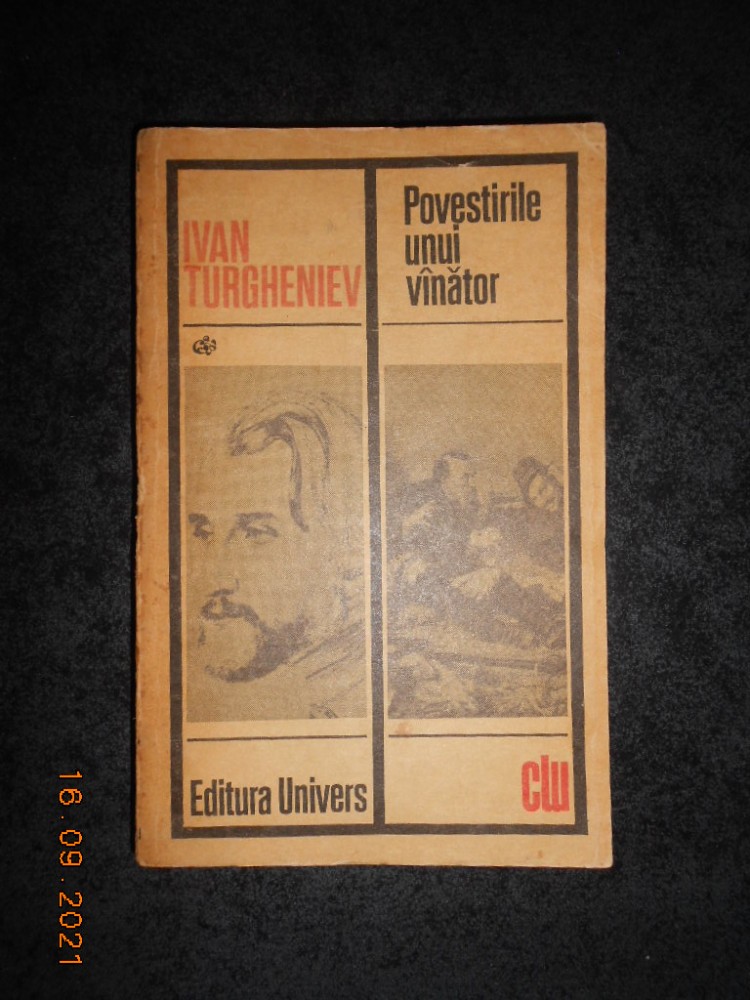 IVAN
TURGHENIEV
Povestirile
unui
vînător
Editura Univers
clu
16.09.2021